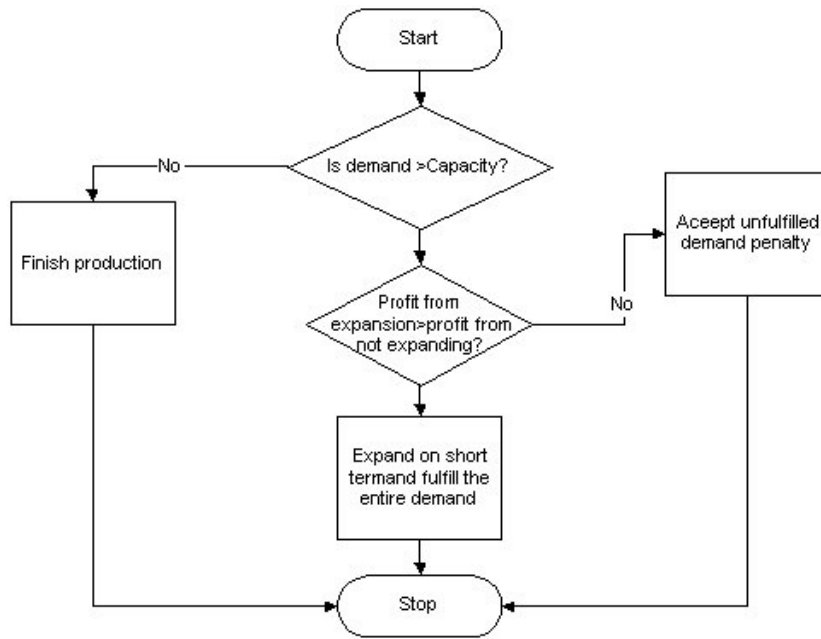 Start
Is demand >Capacity?
No
Finish production
Aceept unfulfilled
demand penalty
Profit from
expansion>profit from
not expanding?
No
Expand on short
termand fulfill the
entire demand
Stop